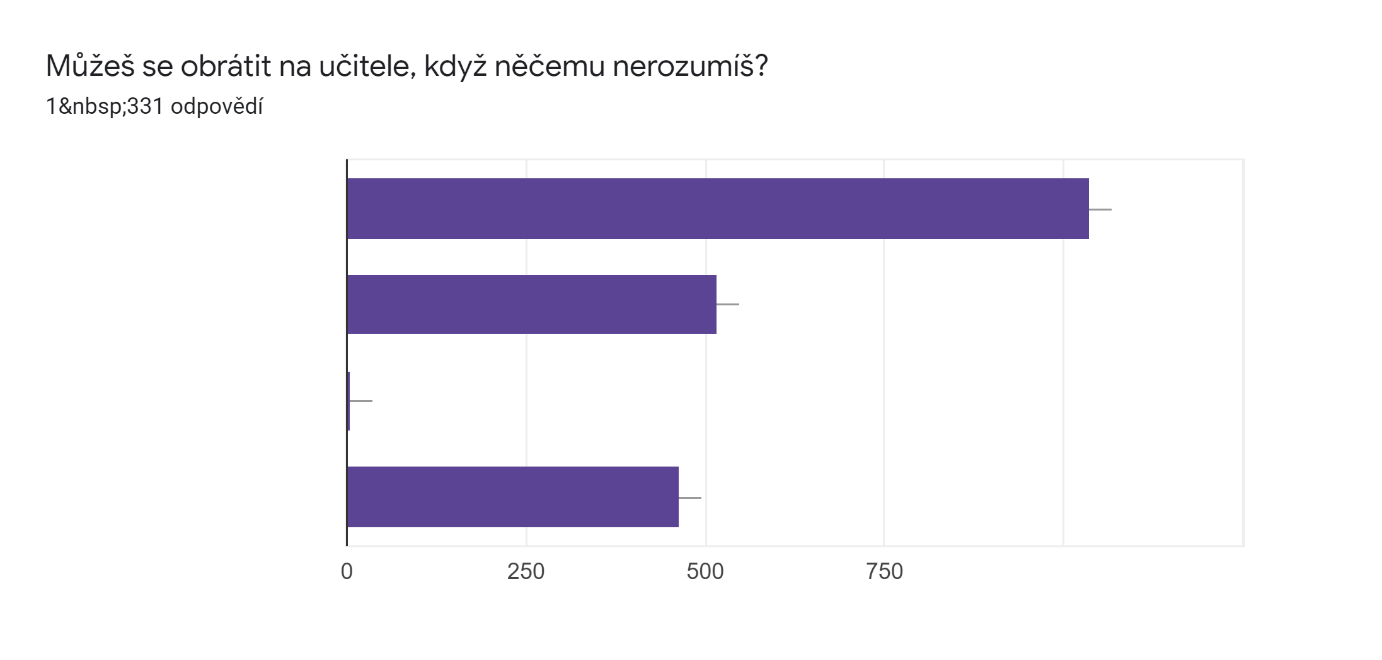 Můžeš se obrátit na učitele, když něčemu nerozumíš?
1&nbsp;331 odpovědí
0 250 500 750